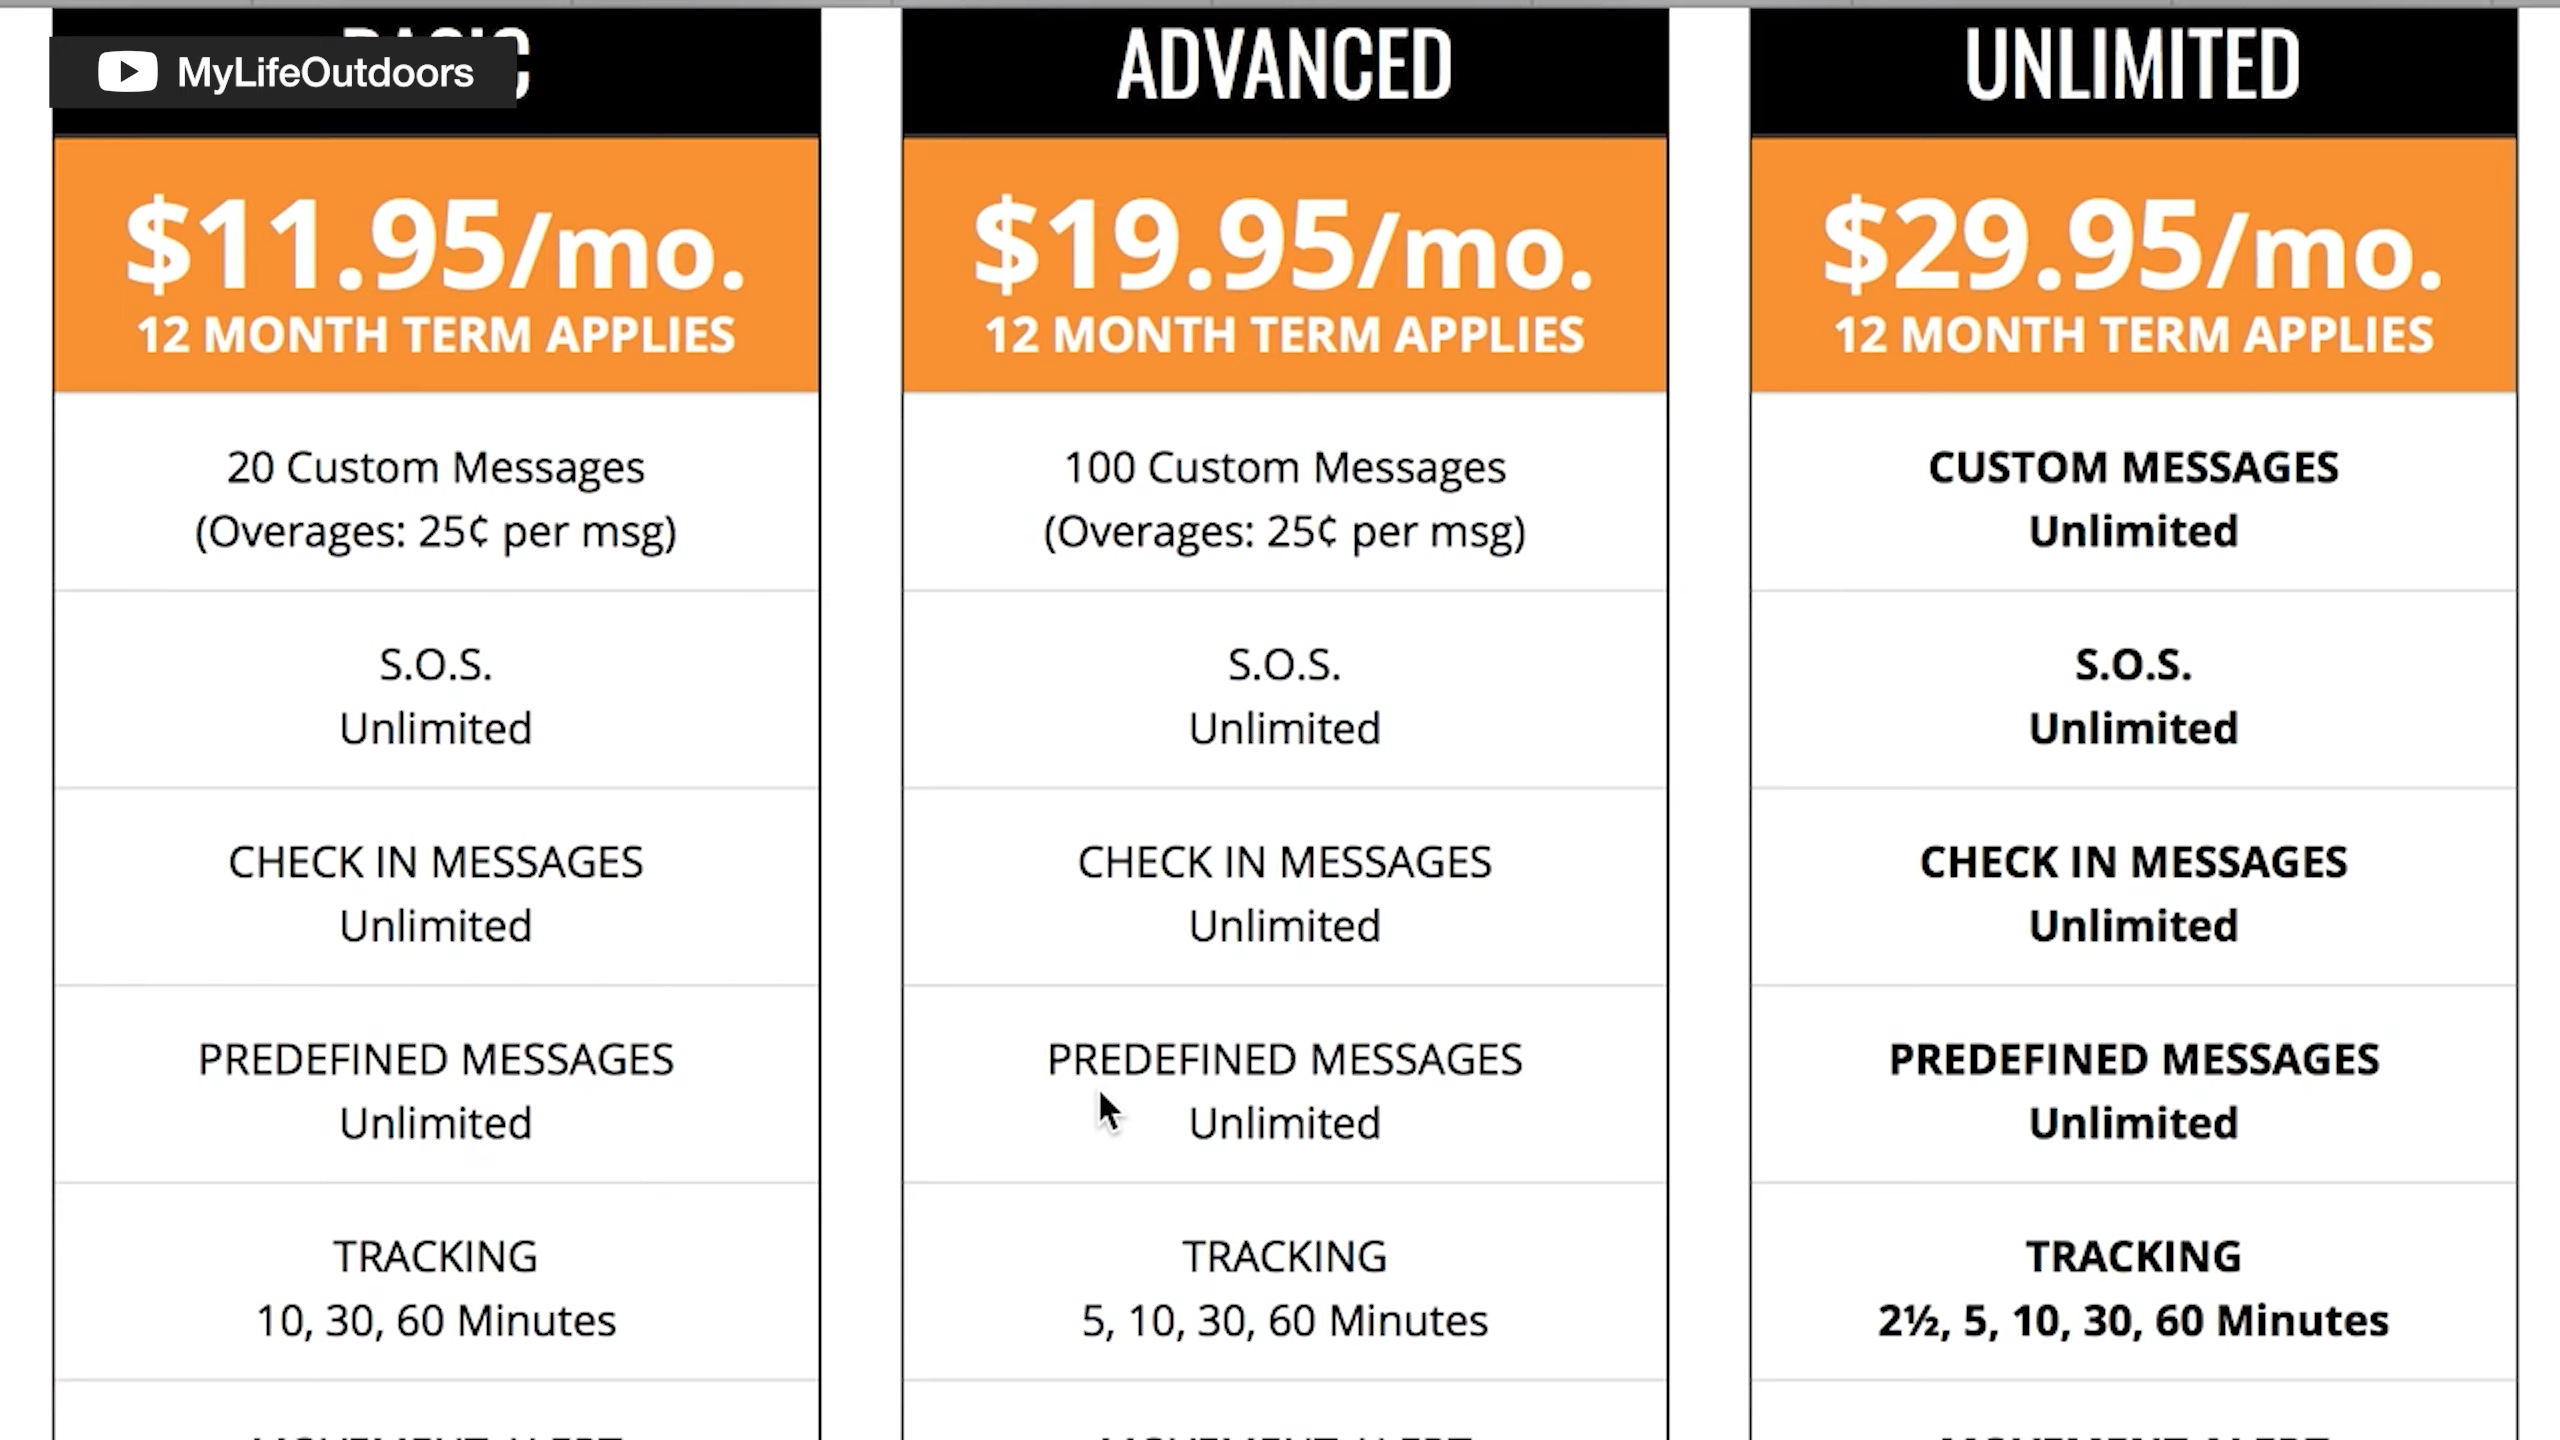 MyLifeOutdoors
ADVANCED
UNLIMITED
$11.95/mo.
12 MONTH TERM APPLIES
$19.95/mo.
12 MONTH TERM APPLIES
$29.95/mo.
12 MONTH TERM APPLIES
20 Custom Messages
(Overages: 25¢ per msg)
S.O.S.
Unlimited
CHECK IN MESSAGES
Unlimited
PREDEFINED MESSAGES
Unlimited
TRACKING
10, 30, 60 Minutes
100 Custom Messages
(Overages: 25¢ per msg)
S.O.S.
Unlimited
CHECK IN MESSAGES
Unlimited
PREDEFINED MESSAGES
Unlimited
TRACKING
5, 10, 30, 60 Minutes
CUSTOM MESSAGES
Unlimited
S.O.S.
Unlimited
CHECK IN MESSAGES
Unlimited
PREDEFINED MESSAGES
Unlimited
TRACKING
2½, 5, 10, 30, 60 Minutes